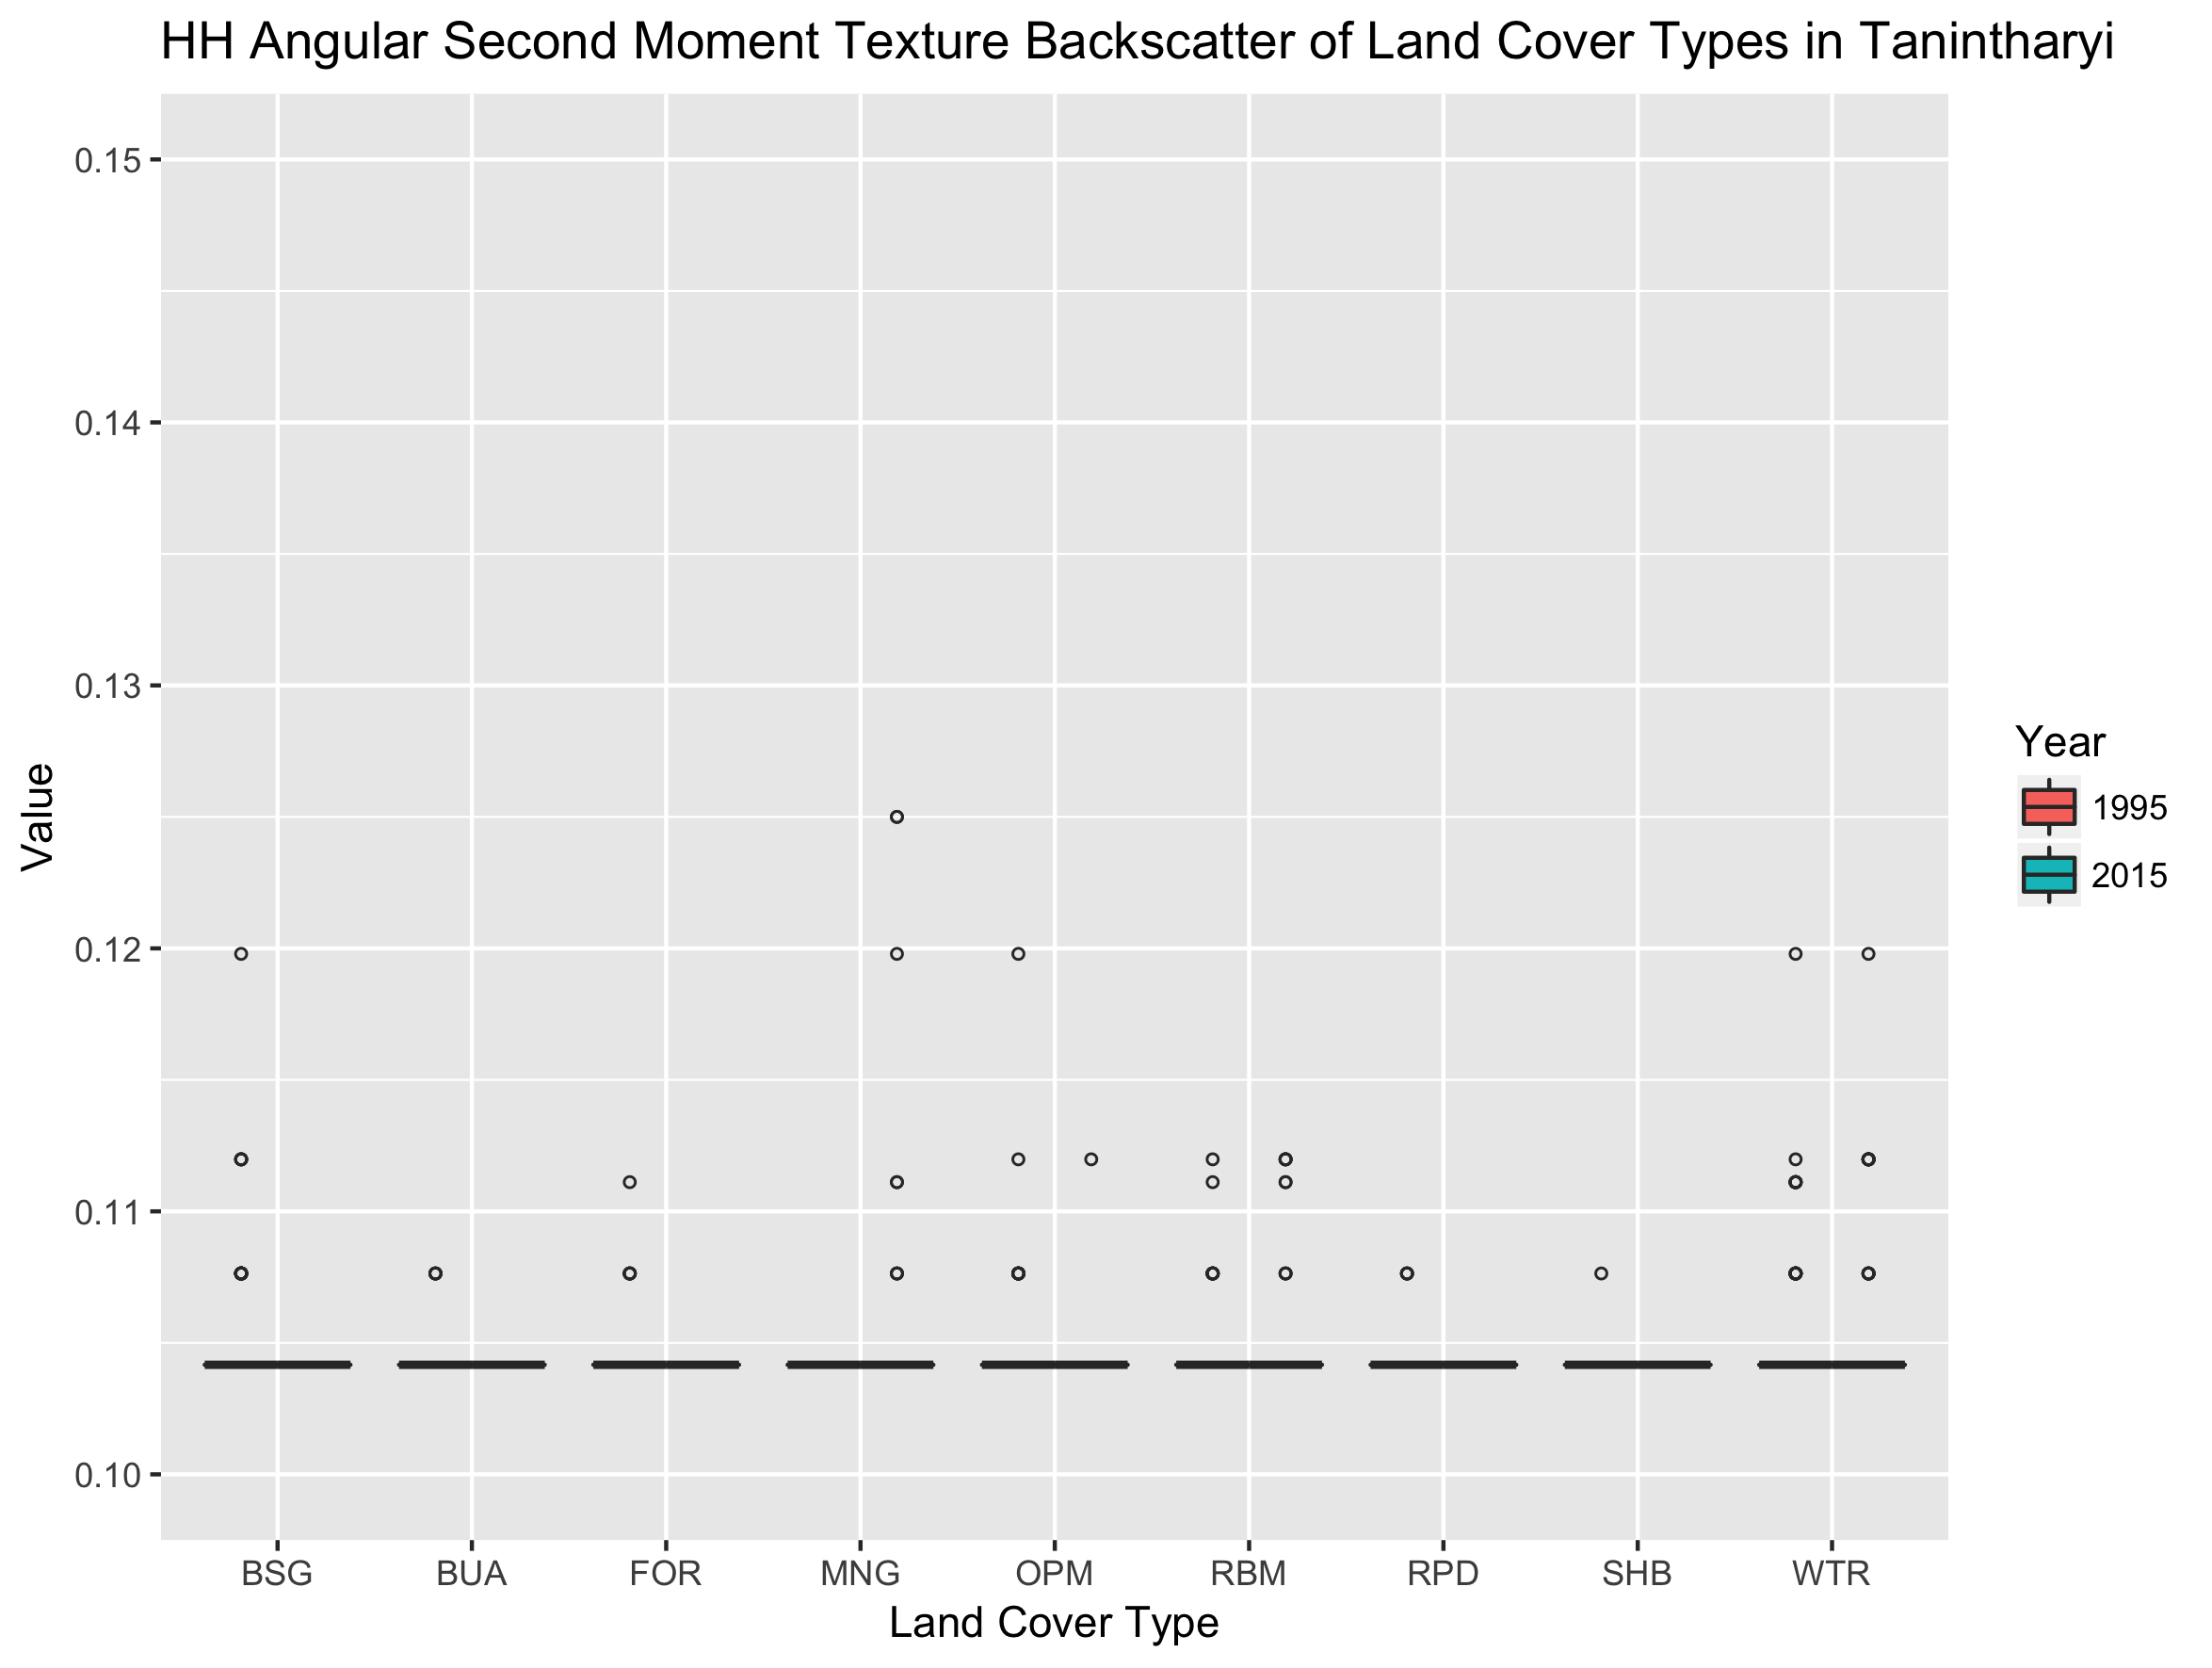 HH Angular Second Moment Texture Backscatter of Land Cover Types in Tanintharyi
0.15
0.14
0.13
0.12
0.11
0.10
Value
BSG BUA FOR MNG OPM RBM RPD SHB WTR
Land Cover Type
Year
1995
2015